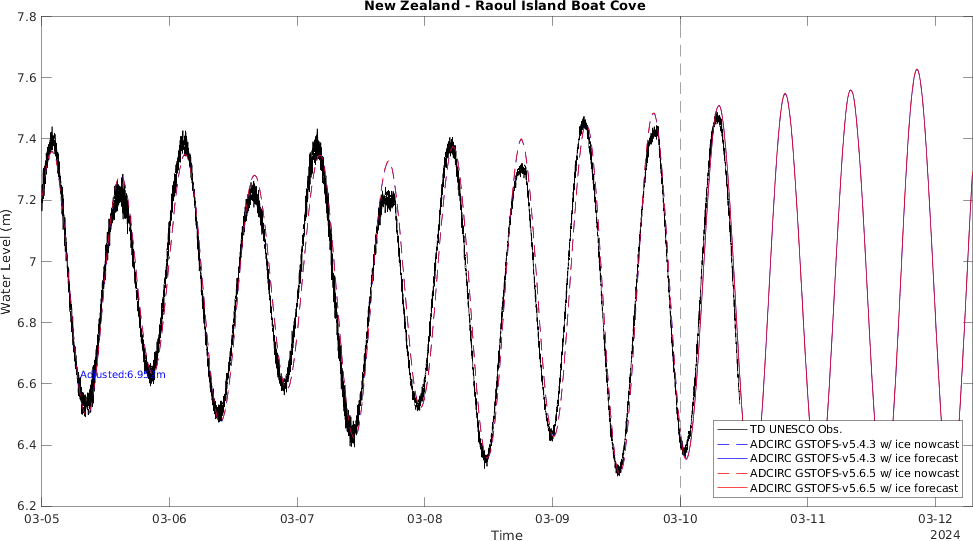 New Zealand - Raoul Island Boat Cove
7.8
7.6
7.4
7.2
7
6.8
6.6
6.4
6.2
Water Level (m)
03-05
03-06
03-07
03-08
03-09
03-10
03-11
03-12
2024
Time
TD UNESCO Obs.
ADCIRC GSTOFS-v5.4.3 w/ ice nowcast
ADCIRC GSTOFS-v5.4.3 w/ ice forecast
ADCIRC GSTOFS-v5.6.5 w/ ice nowcast
ADCIRC GSTOFS-v5.6.5 w/ ice forecast